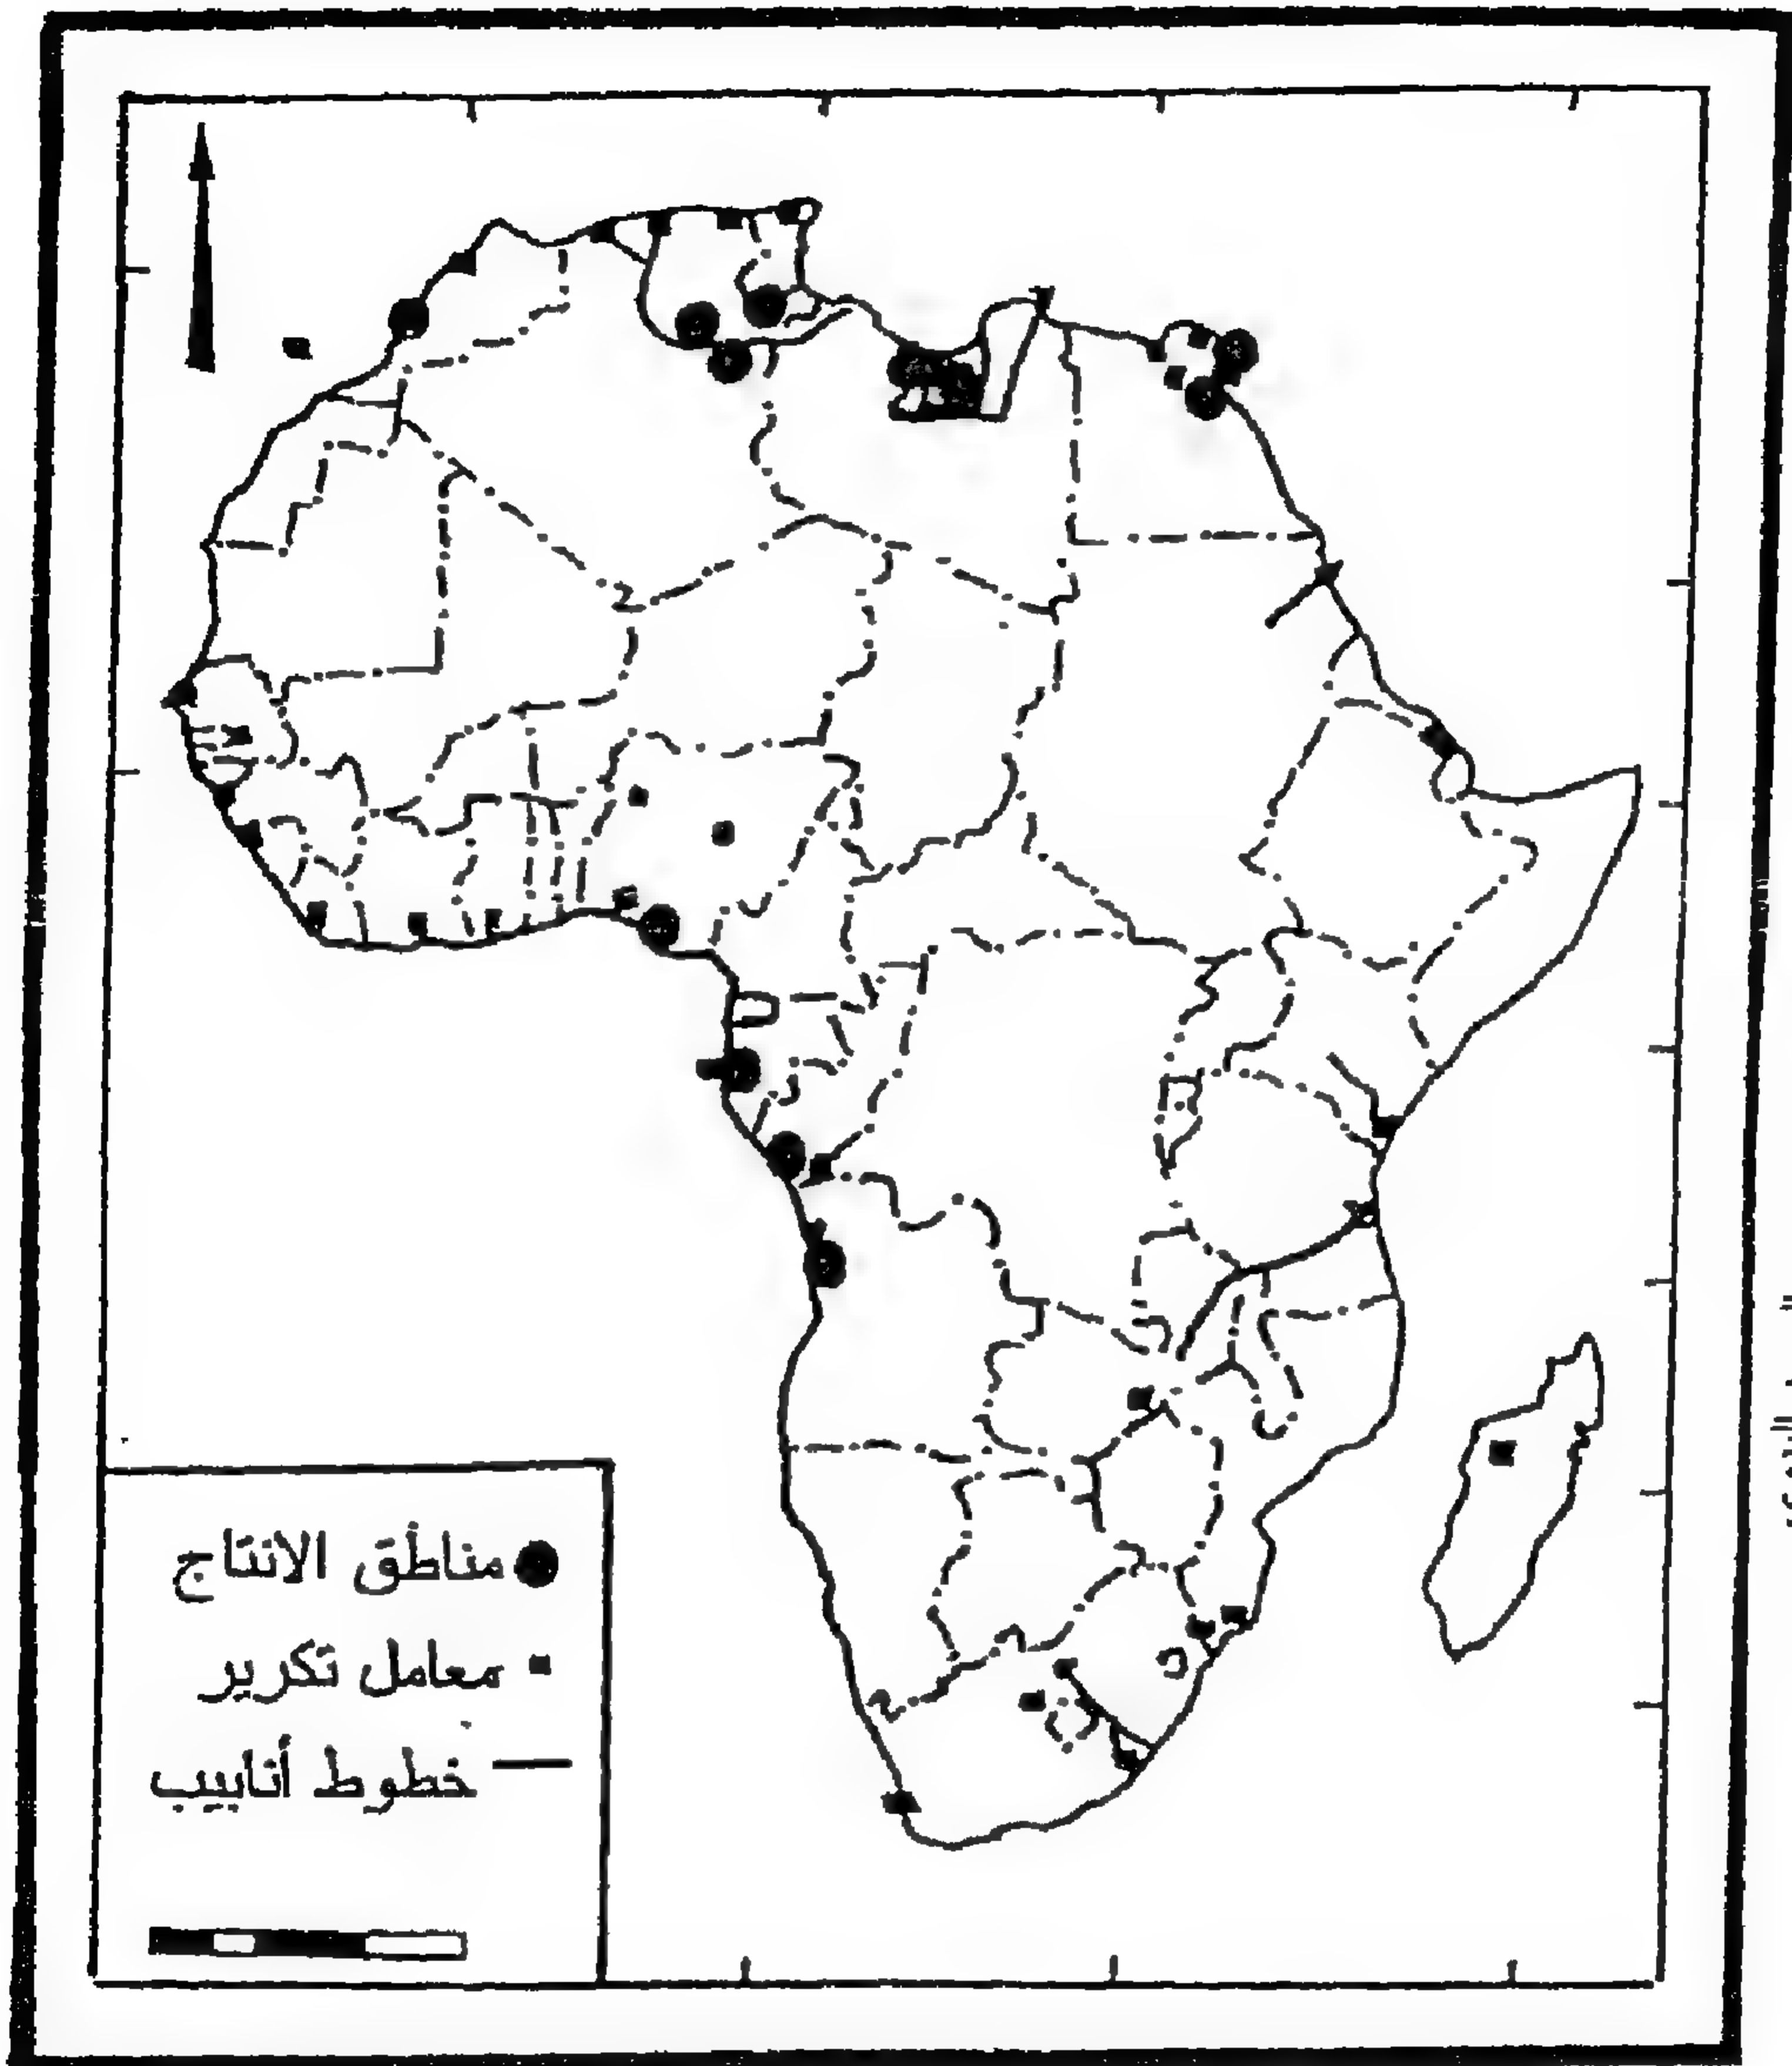 مناطق الانتاج
معامل تكرير
خطوط أنابيب